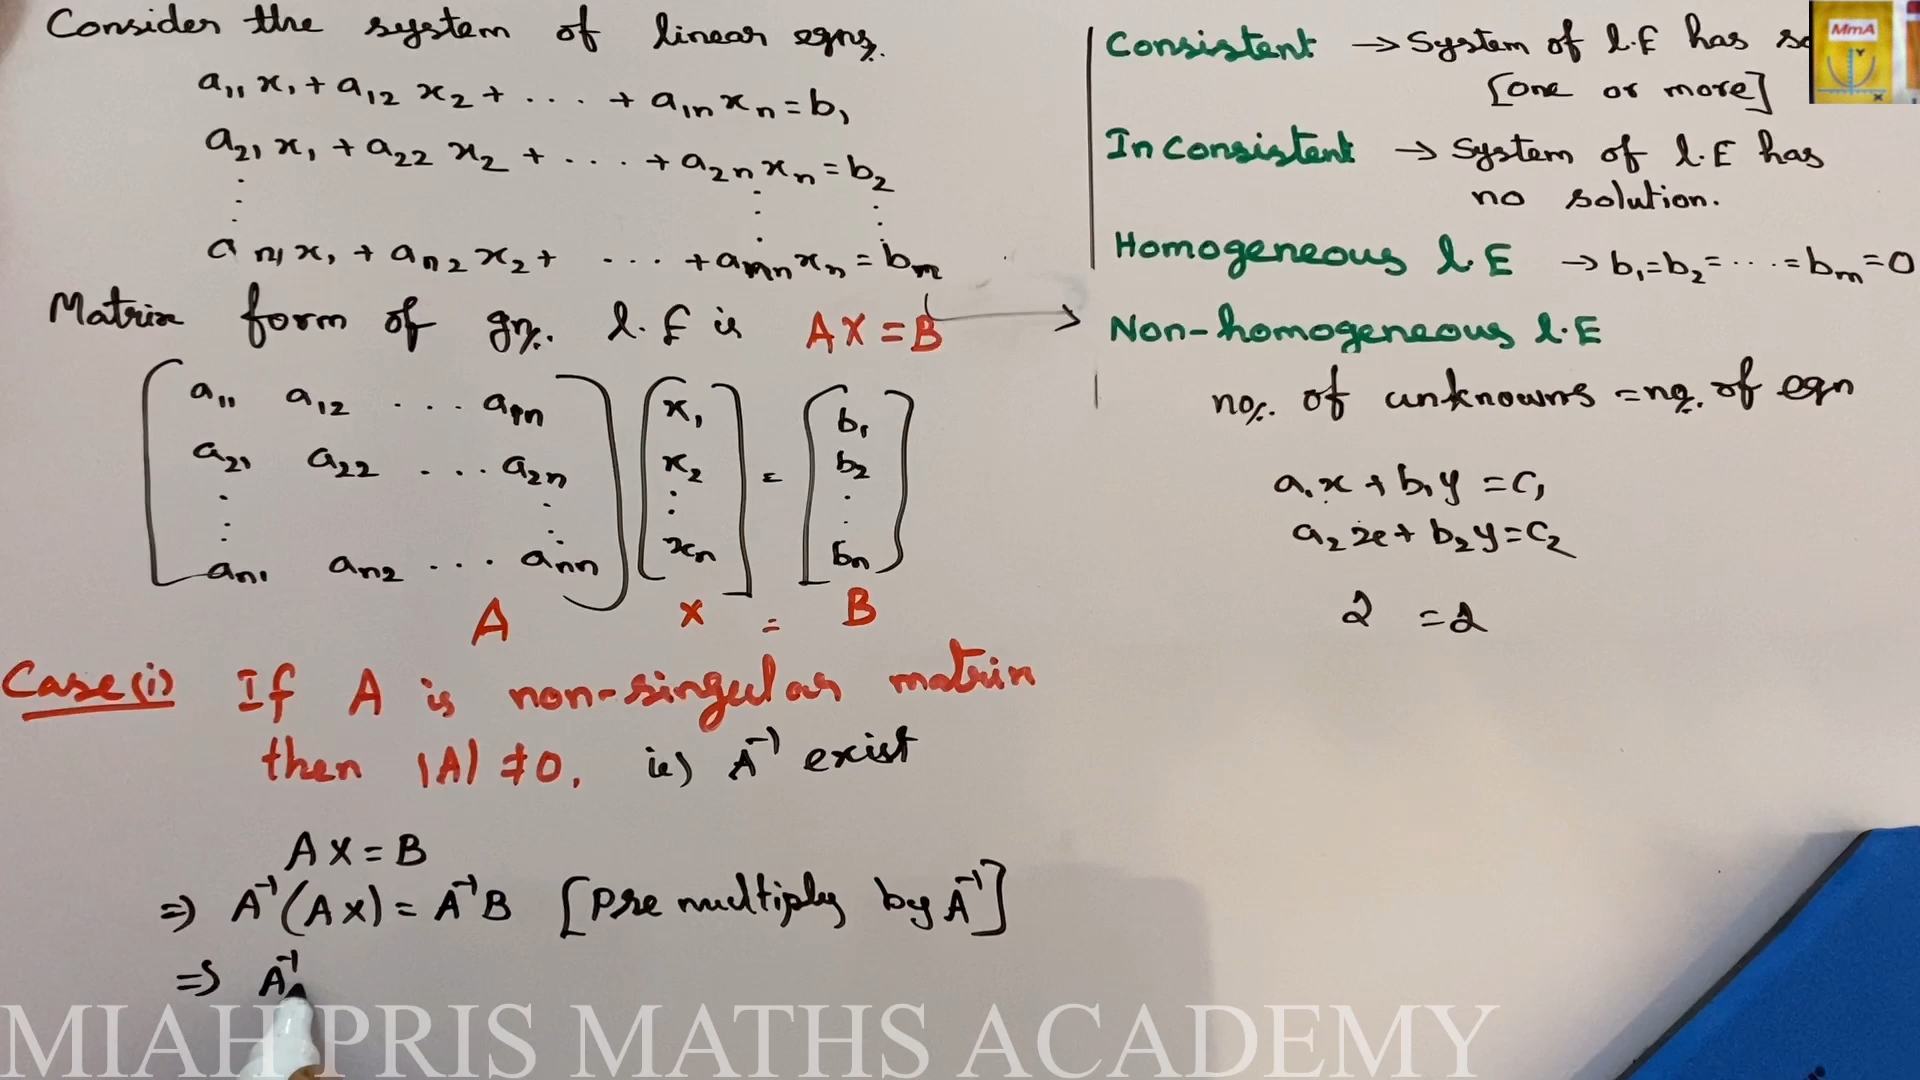 Consider the system of linear eqns.
a₁₁x₁ + a₁₂ x₂ + . . . . + a₁ₙ xₙ = b₁
a₂₁ x₁ + a₂₂ x₂ + . . . . + a₂ₙ xₙ = b₂
aₙ₁x₁ + aₙ₂ x₂ + . . . + aₘₙ xₙ = bₘ
Matrix form of gn. l.E is AX = B
a₁₁ a₁₂ . . . a₁ₙ x₁ b₁
a₂₁ a₂₂ . . . a₂ₙ x₂ = b₂
aₙ₁ aₙ₂ . . . aₙₙ xₙ bₙ
A X = B
Case(i) If A is non-singular matrix
then |A| ≠ 0, ie) A⁻¹ exist
AX = B
⇒ A⁻¹(AX) = A⁻¹B [Pre multiply by A⁻¹]
⇒ A⁻¹
Consistent → System of l.E has
[one or more]
InConsistent → System of l.E has
no solution.
Homogeneous l.E → b₁=b₂= . . . . =bₘ=0
Non-homogeneous l.E
no. of unknowns = no. of eqn
a₁x + b₁y = c₁
a₂x + b₂y = c₂
2 = 2
MmA
Y
X
MIAH PRIS MATHS ACADEMY